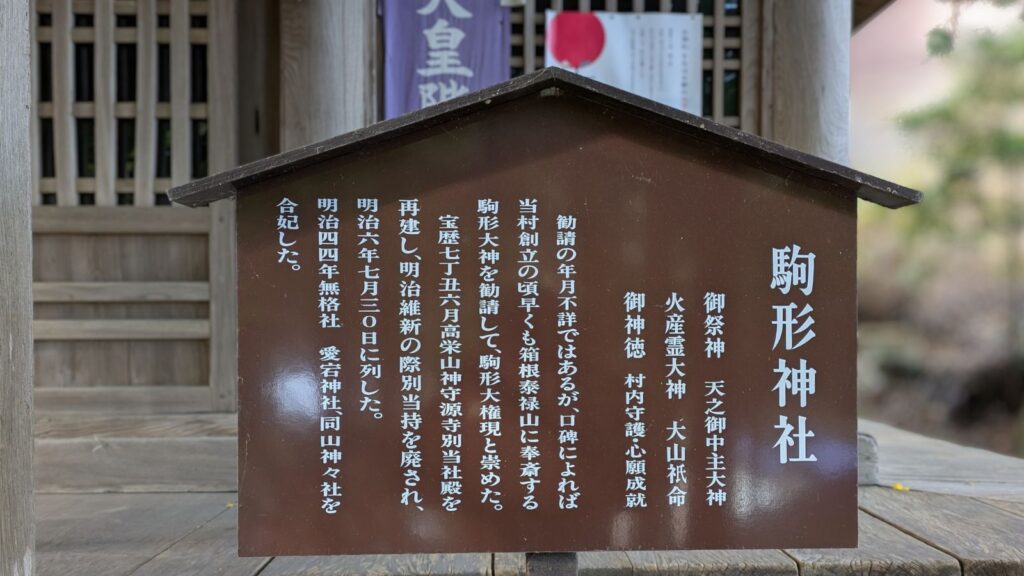 天皇陛
駒形神社
御祭神　天之御中主大神
火産霊大神　大山祇命
御神徳　村内守護・心願成就
勧請の年月不詳ではあるが、口碑によれば
当村創立の頃早くも箱根泰禄山に奉斎する
駒形大神を勧請して、駒形大権現と崇めた。
宝歴七丁丑六月高栄山神守源寺別当社殿を
再建し、明治維新の際別当持を廃され、
明治六年七月三〇日に列した。
明治四四年無格社　愛宕神社、同山神々社を
合妃した。